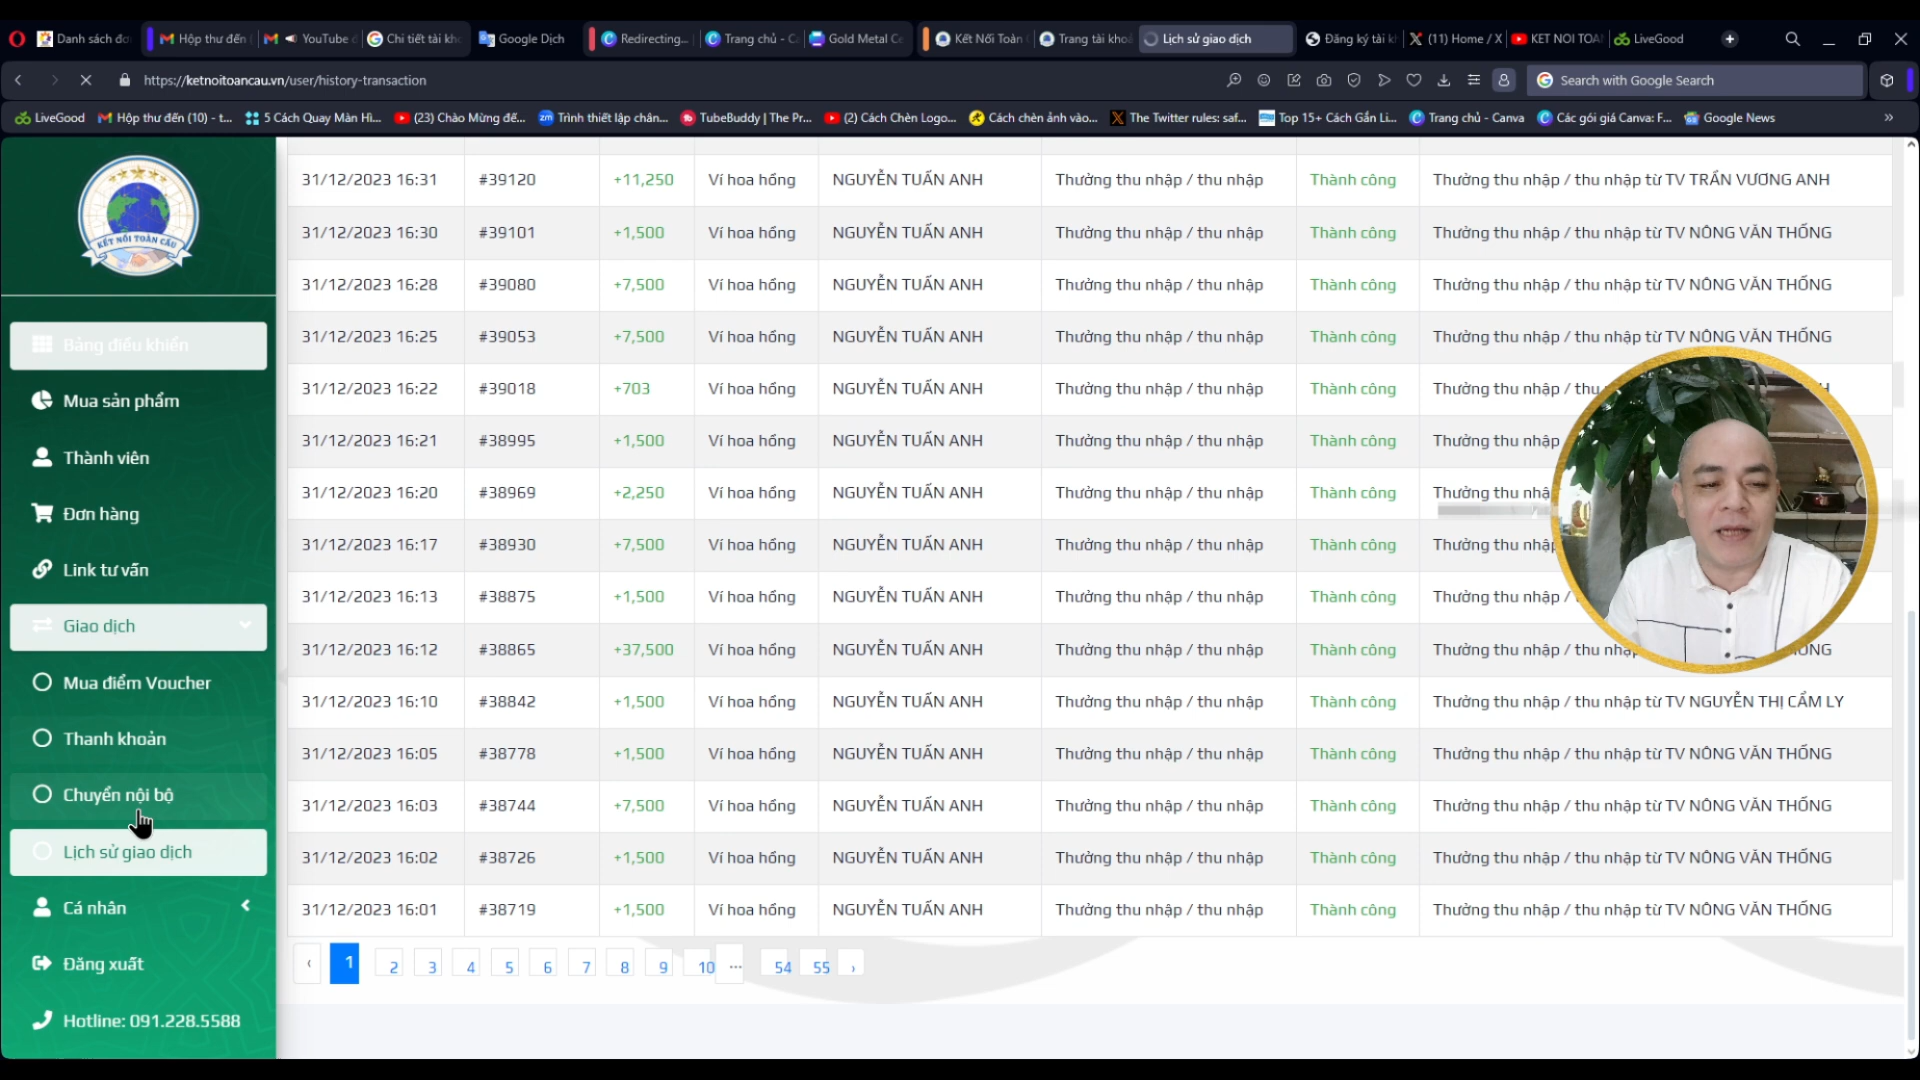 Danh sách đơ
Hộp thư đến
YouTube
Chi tiết tài kh
Google Dịch
Redirecting...
Trang chủ - C
Gold Metal Ce
Kết Nối Toàn
Trang tài kho
Lịch sử giao dịch
Đăng ký tài k
(11) Home / X
KET NOI TOA
LiveGood
https://ketnoitoancau.vn/user/history-transaction
Search with Google Search
LiveGood
Hộp thư đến (10) - t...
5 Cách Quay Màn Hì...
(23) Chào Mừng đế...
Trình thiết lập chân...
TubeBuddy | The Pr...
(2) Cách Chèn Logo...
Cách chèn ảnh vào...
The Twitter rules: saf...
Top 15+ Cách Gắn Li...
Trang chủ - Canva
Các gói giá Canva: F...
Google News
KẾT NỐI TOÀN CẦU
Bảng điều khiển
Mua sản phẩm
Thành viên
Đơn hàng
Link tư vấn
Giao dịch
Mua điểm Voucher
Thanh khoản
Chuyển nội bộ
Lịch sử giao dịch
Cá nhân
Đăng xuất
Hotline: 091.228.5588
31/12/2023 16:31 #39120 +11,250 Ví hoa hồng NGUYỄN TUẤN ANH Thưởng thu nhập / thu nhập Thành công Thưởng thu nhập / thu nhập từ TV TRẦN VƯƠNG ANH
31/12/2023 16:30 #39101 +1,500 Ví hoa hồng NGUYỄN TUẤN ANH Thưởng thu nhập / thu nhập Thành công Thưởng thu nhập / thu nhập từ TV NÔNG VĂN THỐNG
31/12/2023 16:28 #39080 +7,500 Ví hoa hồng NGUYỄN TUẤN ANH Thưởng thu nhập / thu nhập Thành công Thưởng thu nhập / thu nhập từ TV NÔNG VĂN THỐNG
31/12/2023 16:25 #39053 +7,500 Ví hoa hồng NGUYỄN TUẤN ANH Thưởng thu nhập / thu nhập Thành công Thưởng thu nhập / thu nhập từ TV NÔNG VĂN THỐNG
31/12/2023 16:22 #39018 +703 Ví hoa hồng NGUYỄN TUẤN ANH Thưởng thu nhập / thu nhập Thành công Thưởng thu nhập / thu
31/12/2023 16:21 #38995 +1,500 Ví hoa hồng NGUYỄN TUẤN ANH Thưởng thu nhập / thu nhập Thành công Thưởng thu nhập /
31/12/2023 16:20 #38969 +2,250 Ví hoa hồng NGUYỄN TUẤN ANH Thưởng thu nhập / thu nhập Thành công Thưởng thu nhậ
31/12/2023 16:17 #38930 +7,500 Ví hoa hồng NGUYỄN TUẤN ANH Thưởng thu nhập / thu nhập Thành công Thưởng thu nhập
31/12/2023 16:13 #38875 +1,500 Ví hoa hồng NGUYỄN TUẤN ANH Thưởng thu nhập / thu nhập Thành công Thưởng thu nhập /
31/12/2023 16:12 #38865 +37,500 Ví hoa hồng NGUYỄN TUẤN ANH Thưởng thu nhập / thu nhập Thành công Thưởng thu nhập / thu
31/12/2023 16:10 #38842 +1,500 Ví hoa hồng NGUYỄN TUẤN ANH Thưởng thu nhập / thu nhập Thành công Thưởng thu nhập / thu nhập từ TV NGUYỄN THỊ CẨM LY
31/12/2023 16:05 #38778 +1,500 Ví hoa hồng NGUYỄN TUẤN ANH Thưởng thu nhập / thu nhập Thành công Thưởng thu nhập / thu nhập từ TV NÔNG VĂN THỐNG
31/12/2023 16:03 #38744 +7,500 Ví hoa hồng NGUYỄN TUẤN ANH Thưởng thu nhập / thu nhập Thành công Thưởng thu nhập / thu nhập từ TV NÔNG VĂN THỐNG
31/12/2023 16:02 #38726 +1,500 Ví hoa hồng NGUYỄN TUẤN ANH Thưởng thu nhập / thu nhập Thành công Thưởng thu nhập / thu nhập từ TV NÔNG VĂN THỐNG
31/12/2023 16:01 #38719 +1,500 Ví hoa hồng NGUYỄN TUẤN ANH Thưởng thu nhập / thu nhập Thành công Thưởng thu nhập / thu nhập từ TV NÔNG VĂN THỐNG
‹ 1 2 3 4 5 6 7 8 9 10 ... 54 55 ›